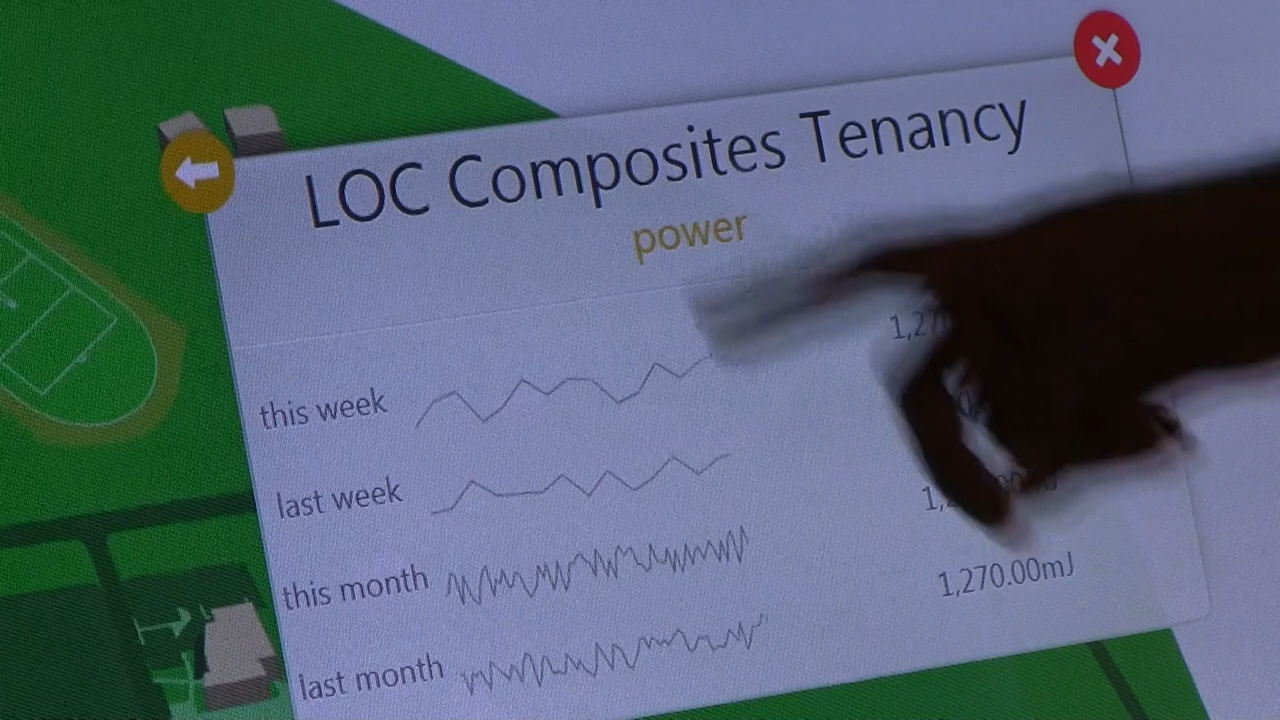 LOC Composites Tenancy
power
this week
last week
this month
last month 1,270.00mJ